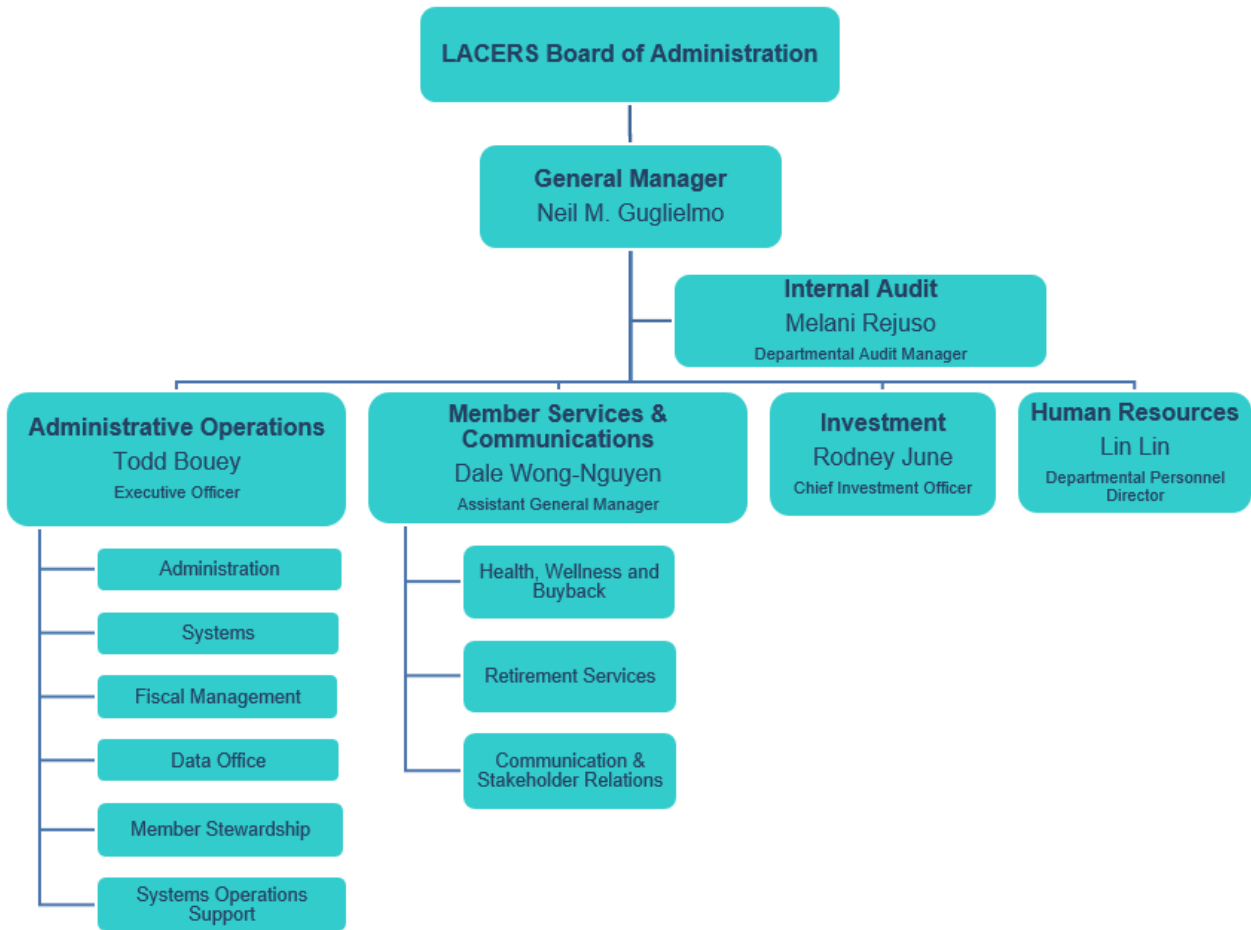 LACERS Board of Administration
General Manager
Neil M. Guglielmo
Internal Audit
Melani Rejuso
Departmental Audit Manager
Administrative Operations
Todd Bouey
Executive Officer
Member Services &
Communications
Dale Wong-Nguyen
Assistant General Manager
Investment
Rodney June
Chief Investment Officer
Human Resources
Lin Lin
Departmental Personnel
Director
Administration
Systems
Fiscal Management
Data Office
Member Stewardship
Systems Operations
Support
Health, Wellness and
Buyback
Retirement Services
Communication &
Stakeholder Relations